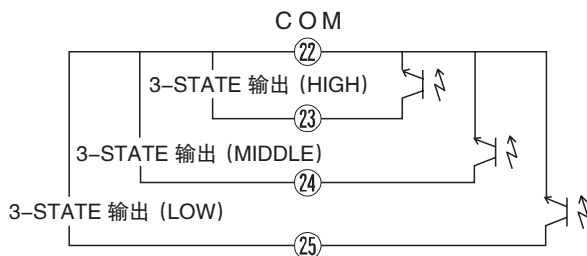 COM
22
3-STATE 输出 (HIGH)
23
3-STATE 输出 (MIDDLE)
24
3-STATE 输出 (LOW)
25